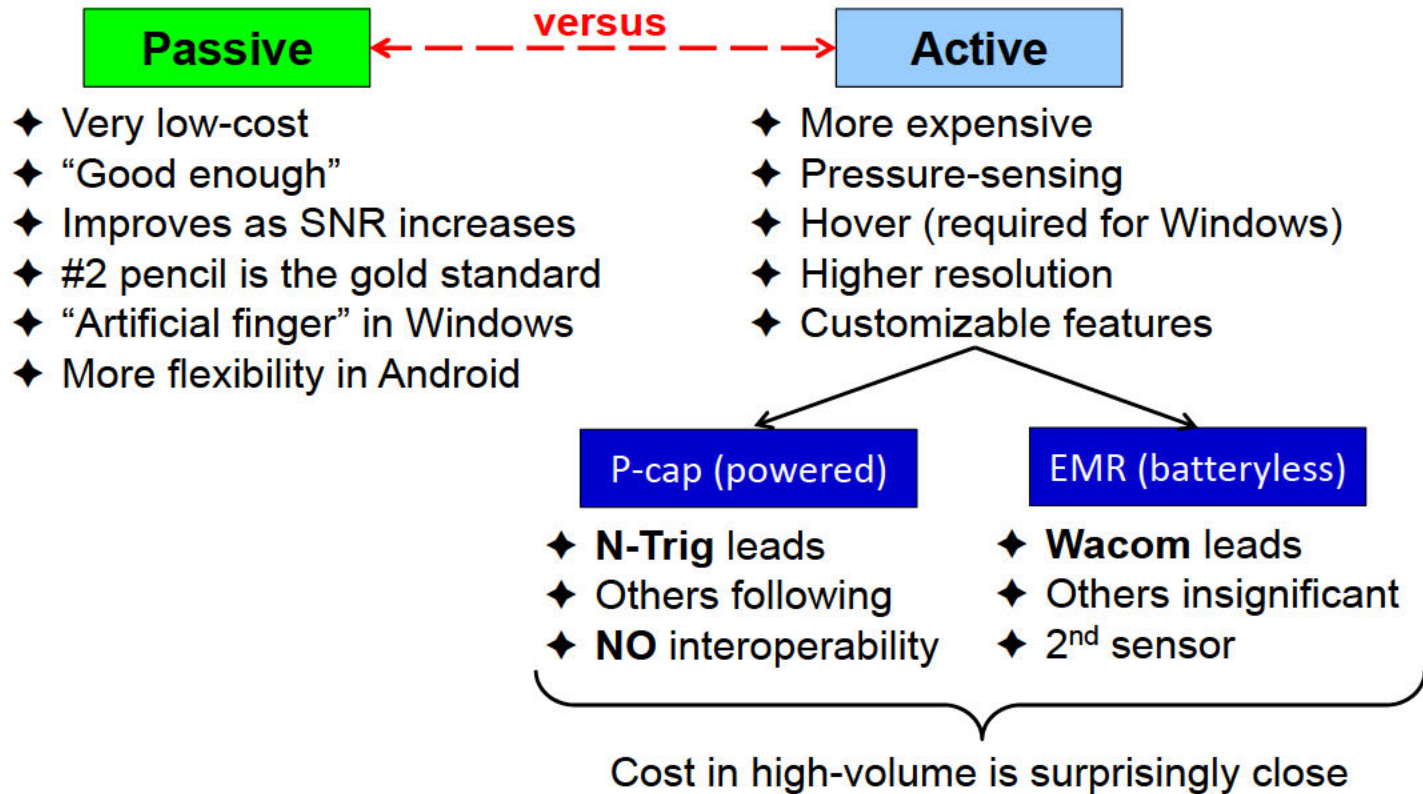 Passive
versus
Active
✦ Very low-cost
✦ “Good enough”
✦ Improves as SNR increases
✦ #2 pencil is the gold standard
✦ “Artificial finger” in Windows
✦ More flexibility in Android
✦ More expensive
✦ Pressure-sensing
✦ Hover (required for Windows)
✦ Higher resolution
✦ Customizable features
P-cap (powered)
✦ N-Trig leads
✦ Others following
✦ NO interoperability
EMR (batteryless)
✦ Wacom leads
✦ Others insignificant
✦ 2nd sensor
Cost in high-volume is surprisingly close